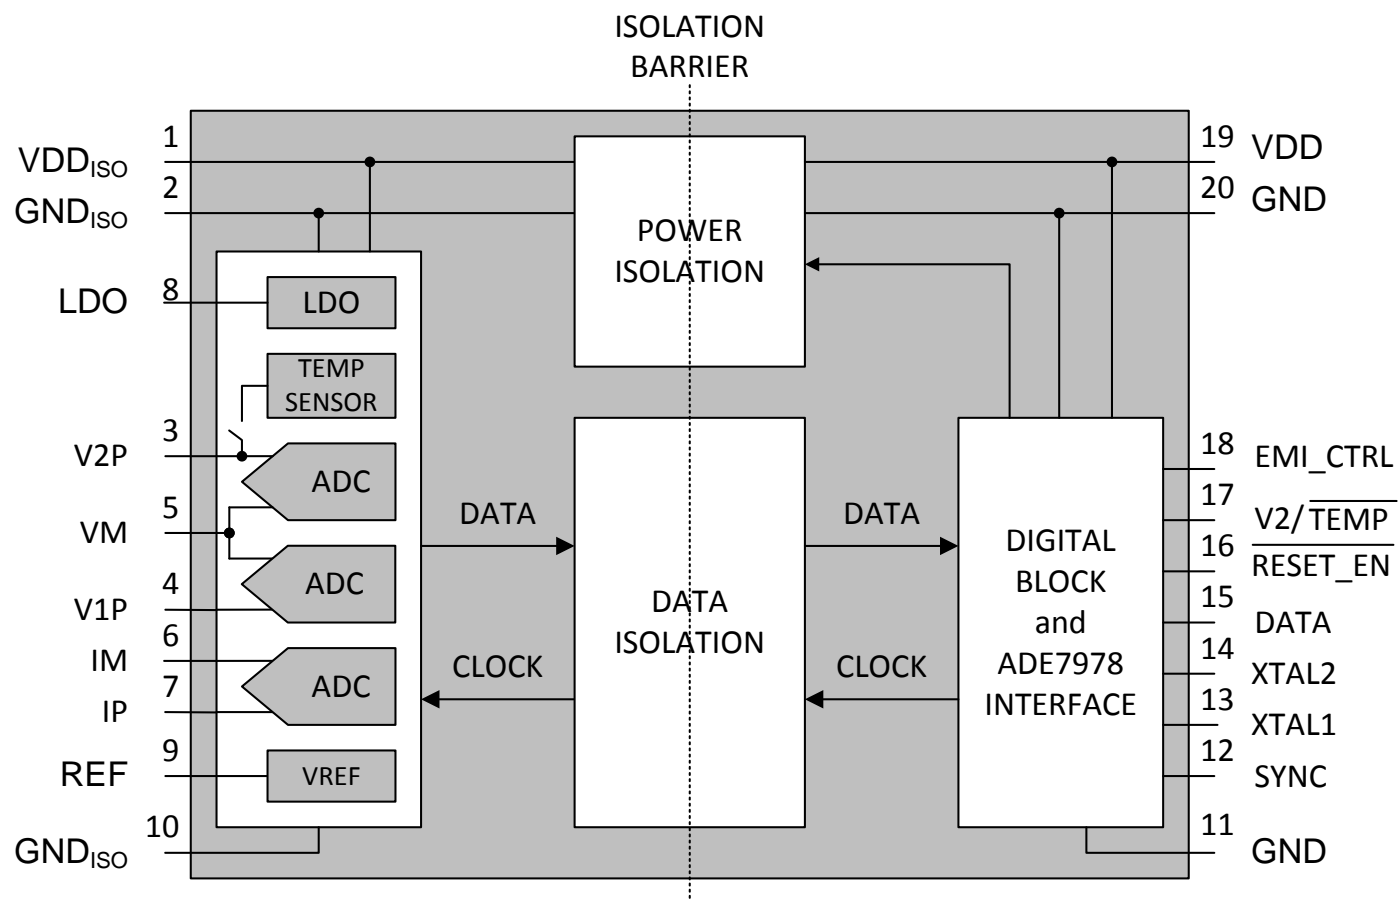 ISOLATION
BARRIER
1
VDDISO
2
GNDISO
8
LDO
3
V2P
5
VM
4
V1P
6
IM
7
IP
9
REF
10
GNDISO
LDO
TEMP
SENSOR
ADC
ADC
ADC
VREF
DATA
CLOCK
POWER
ISOLATION
DATA
ISOLATION
DATA
CLOCK
DIGITAL
BLOCK
and
ADE7978
INTERFACE
19
VDD
20
GND
18
EMI_CTRL
17
V2/TEMP
16
RESET_EN
15
DATA
14
XTAL2
13
XTAL1
12
SYNC
11
GND